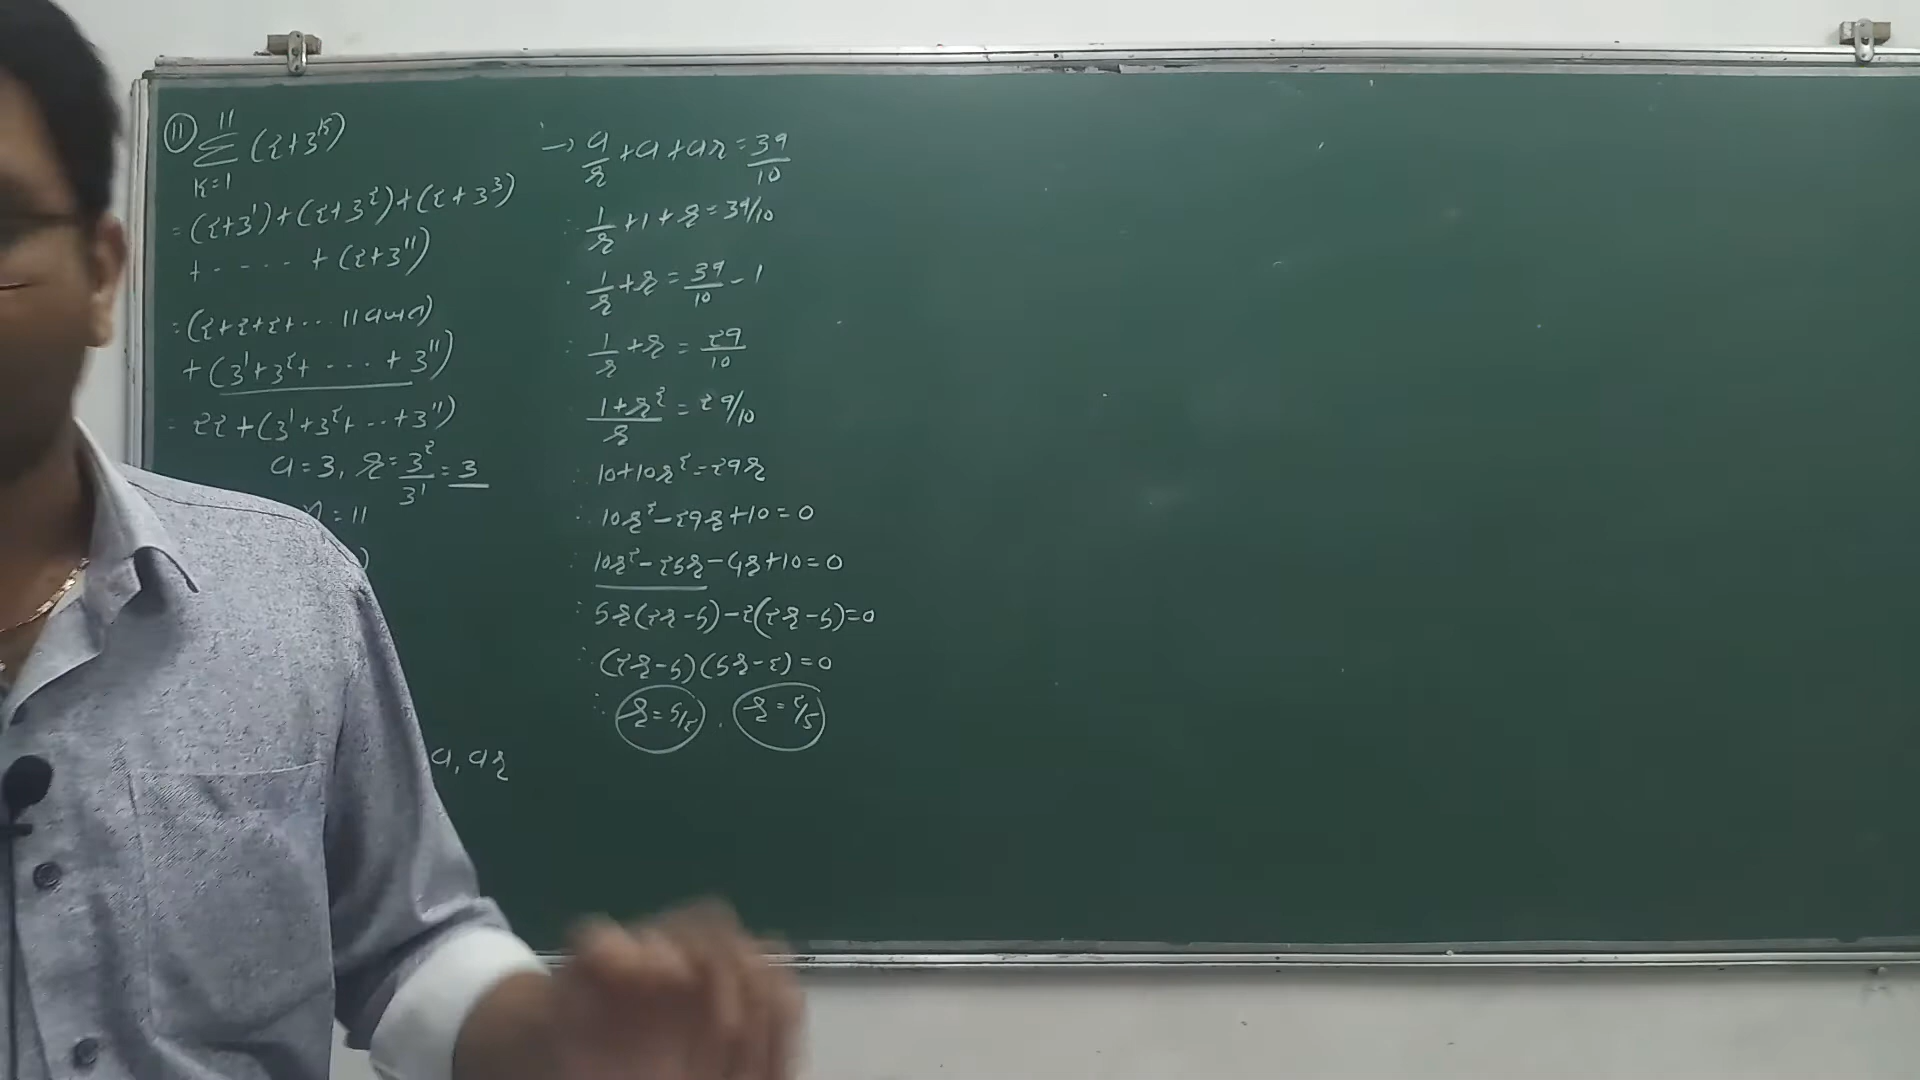 ⑪ 11
Σ (2+3ᵏ)
k=1
= (2+3¹)+(2+3²)+(2+3³)
+ ····· + (2+3¹¹)
= (2+2+2+··· 11 વખત)
+ (3¹+3²+ ···· + 3¹¹)
= 22 + (3¹+3²+ ··· +3¹¹)
a = 3, r = 3²/3¹ = 3
n = 11
a, ar
→ a/r + a + ar = 39/10
∴ 1/r + 1 + r = 39/10
∴ 1/r + r = 39/10 - 1
∴ 1/r + r = 29/10
(1+r²)/r = 29/10
∴ 10+10r² = 29r
∴ 10r² - 29r + 10 = 0
∴ 10r² - 25r - 4r + 10 = 0
∴ 5r(2r-5) - 2(2r-5) = 0
∴ (2r-5)(5r-2) = 0
∴ r = 5/2 , r = 2/5